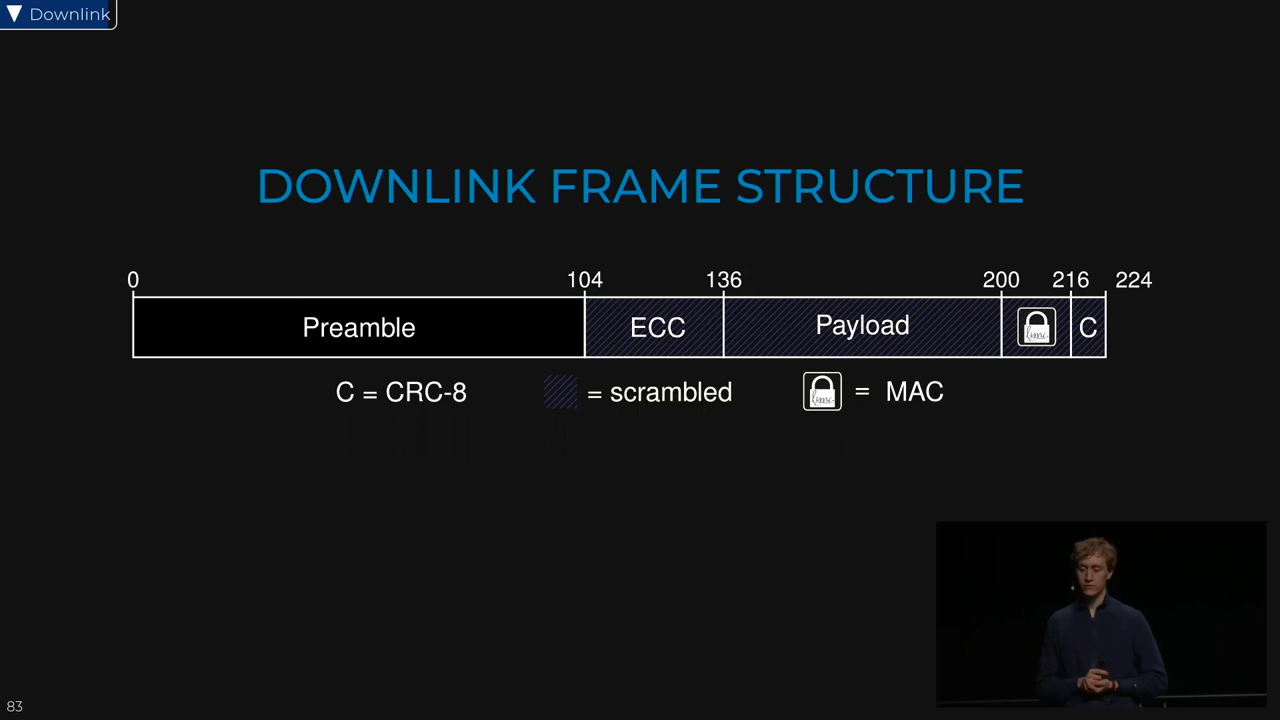 Downlink
DOWNLINK FRAME STRUCTURE
0 104 136 200 216 224
Preamble ECC Payload C
C = CRC-8 = scrambled = MAC
83